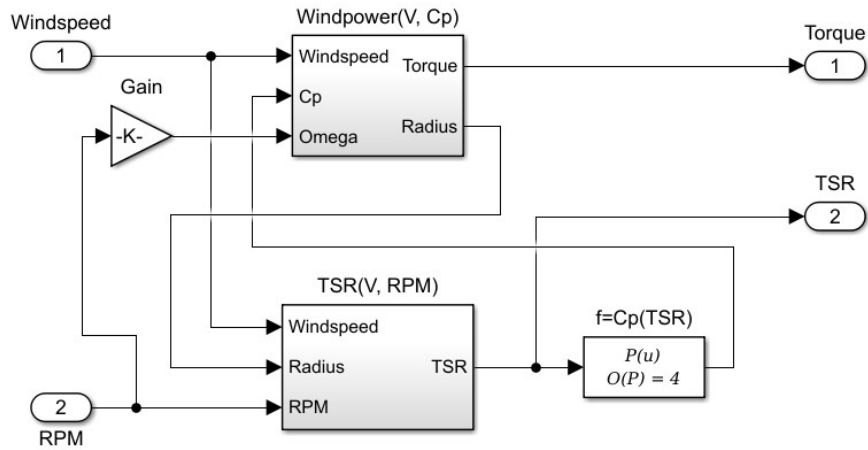 Windspeed
1
Gain
-K-
Windpower(V, Cp)
Windspeed
Cp
Omega
Torque
Radius
Torque
1
TSR
2
TSR(V, RPM)
Windspeed
Radius
RPM
TSR
f=Cp(TSR)
P(u)
O(P) = 4
2
RPM